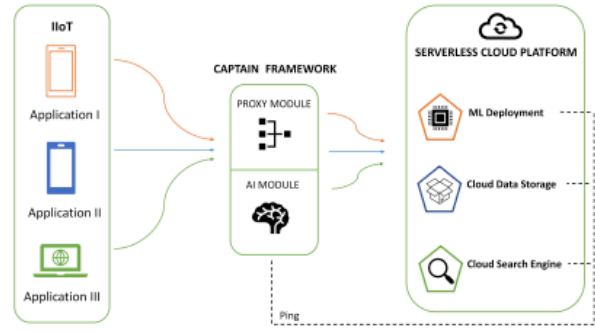 IIoT
Application I
Application II
Application III
CAPTAIN FRAMEWORK
PROXY MODULE
AI MODULE
Ping
SERVERLESS CLOUD PLATFORM
ML Deployment
Cloud Data Storage
Cloud Search Engine